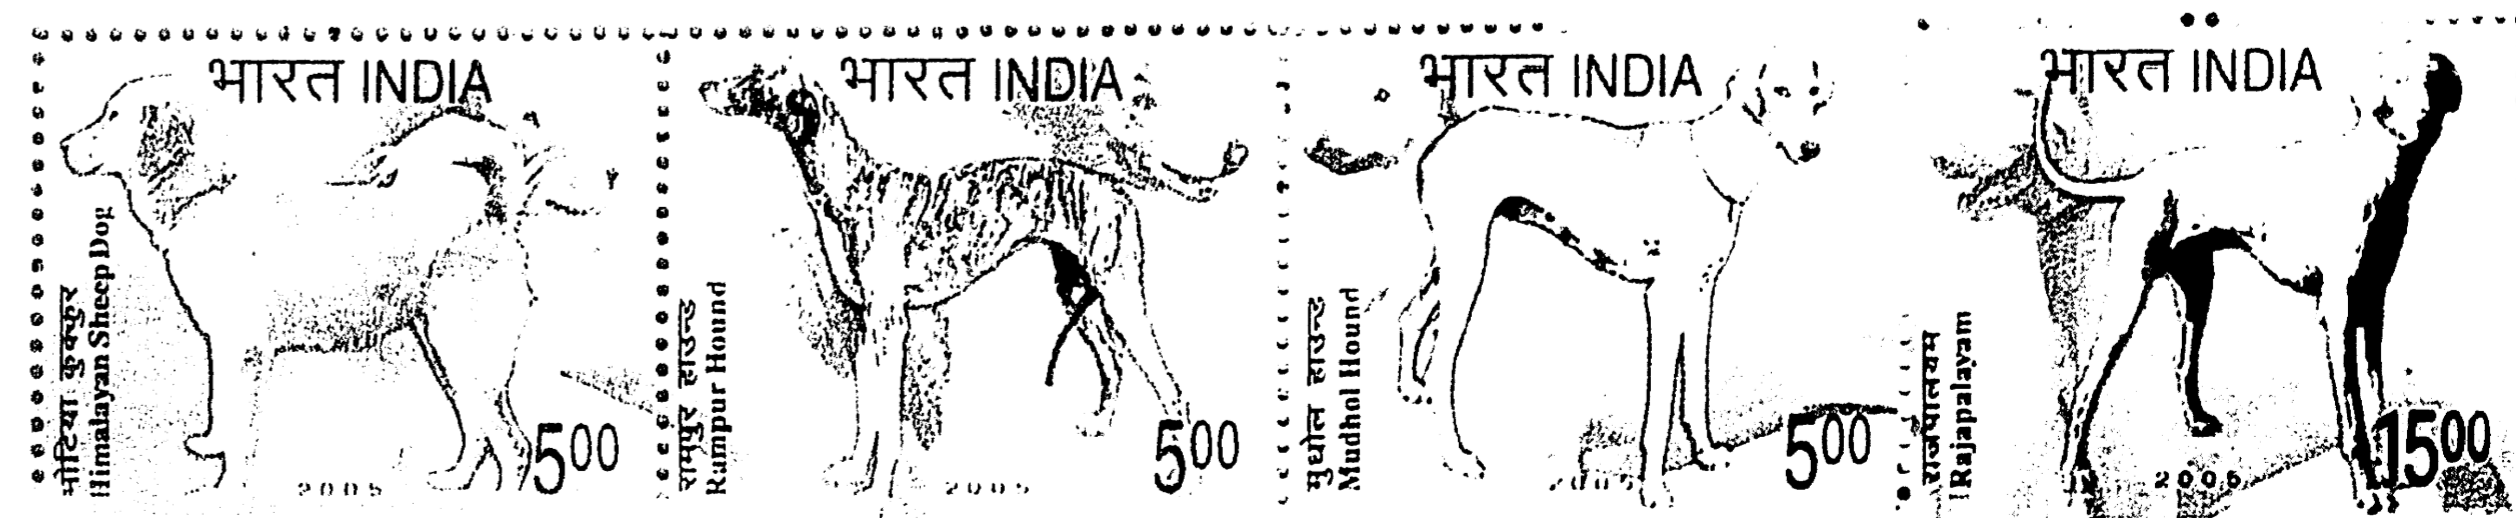 भारत INDIA
भोटिया कुक्कुर
Himalayan Sheep Dog
2005
500
भारत INDIA
रामपुर हाउन्ड
Rampur Hound
2005
500
भारत INDIA
मुधोल हाउन्ड
Mudhol Hound
2005
500
भारत INDIA
राजपालयम
Rajapalayam
2005
1500